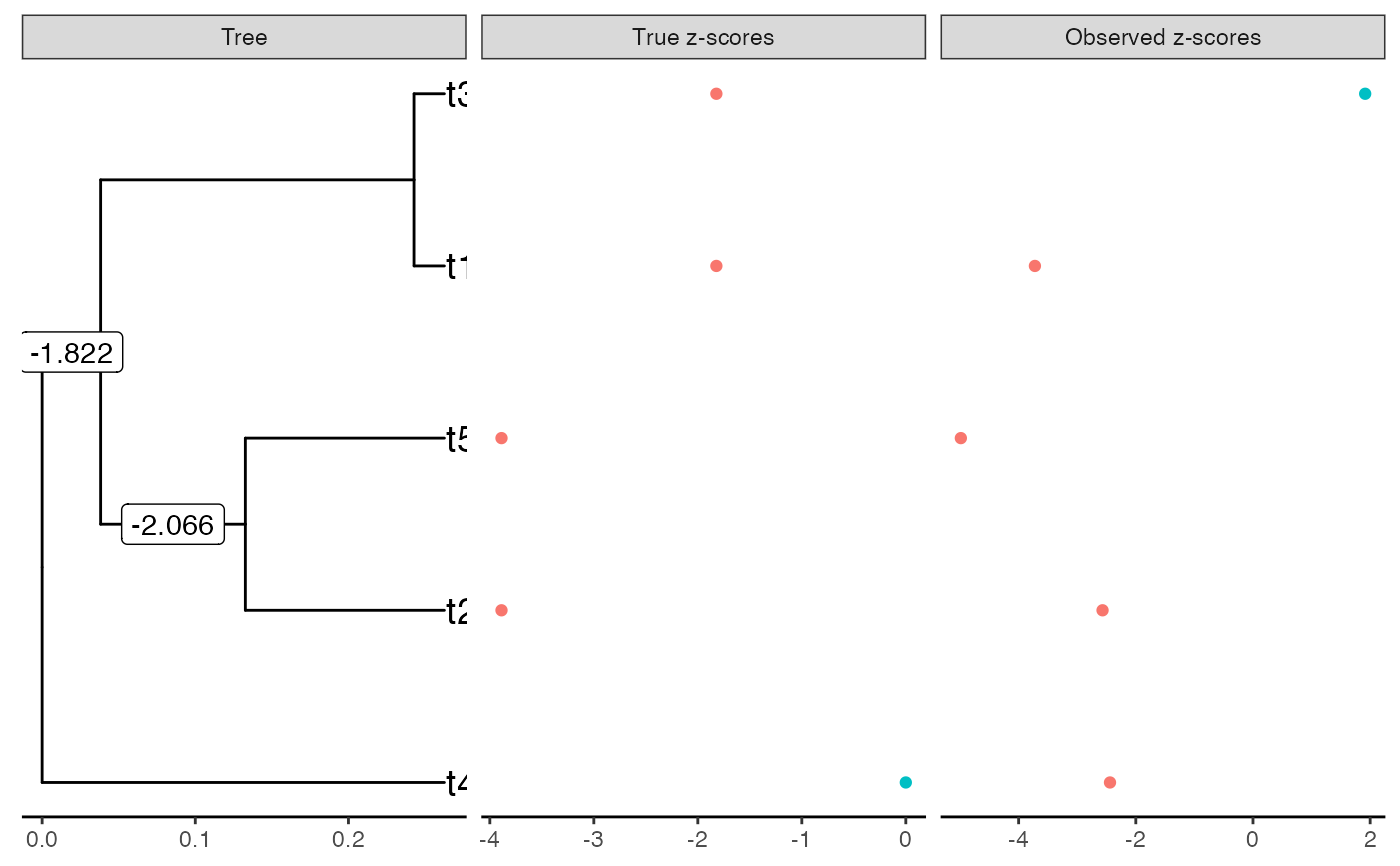 Tree
True z-scores
Observed z-scores
t3
t1
-1.822
t5
-2.066
t2
t4
0.0 0.1 0.2
-4 -3 -2 -1 0
-4 -2 0 2